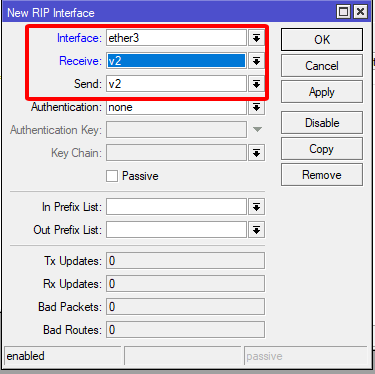 New RIP Interface
Interface: ether3
OK
Receive: v2
Cancel
Send: v2
Apply
Authentication: none
Authentication Key:
Disable
Key Chain:
Copy
Passive
Remove
In Prefix List:
Out Prefix List:
Tx Updates: 0
Rx Updates: 0
Bad Packets: 0
Bad Routes: 0
enabled
passive